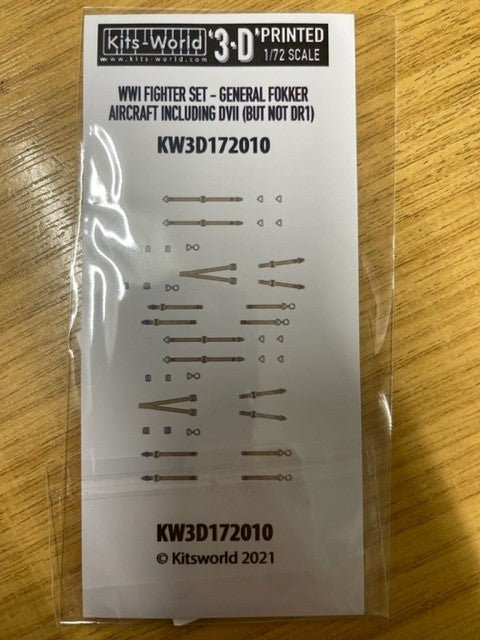 Kits-World '3•D' PRINTED
www.kits-world.com 1/72 SCALE
WWI FIGHTER SET - GENERAL FOKKER
AIRCRAFT INCLUDING DVII (BUT NOT DR1)
KW3D172010
KW3D172010
© Kitsworld 2021